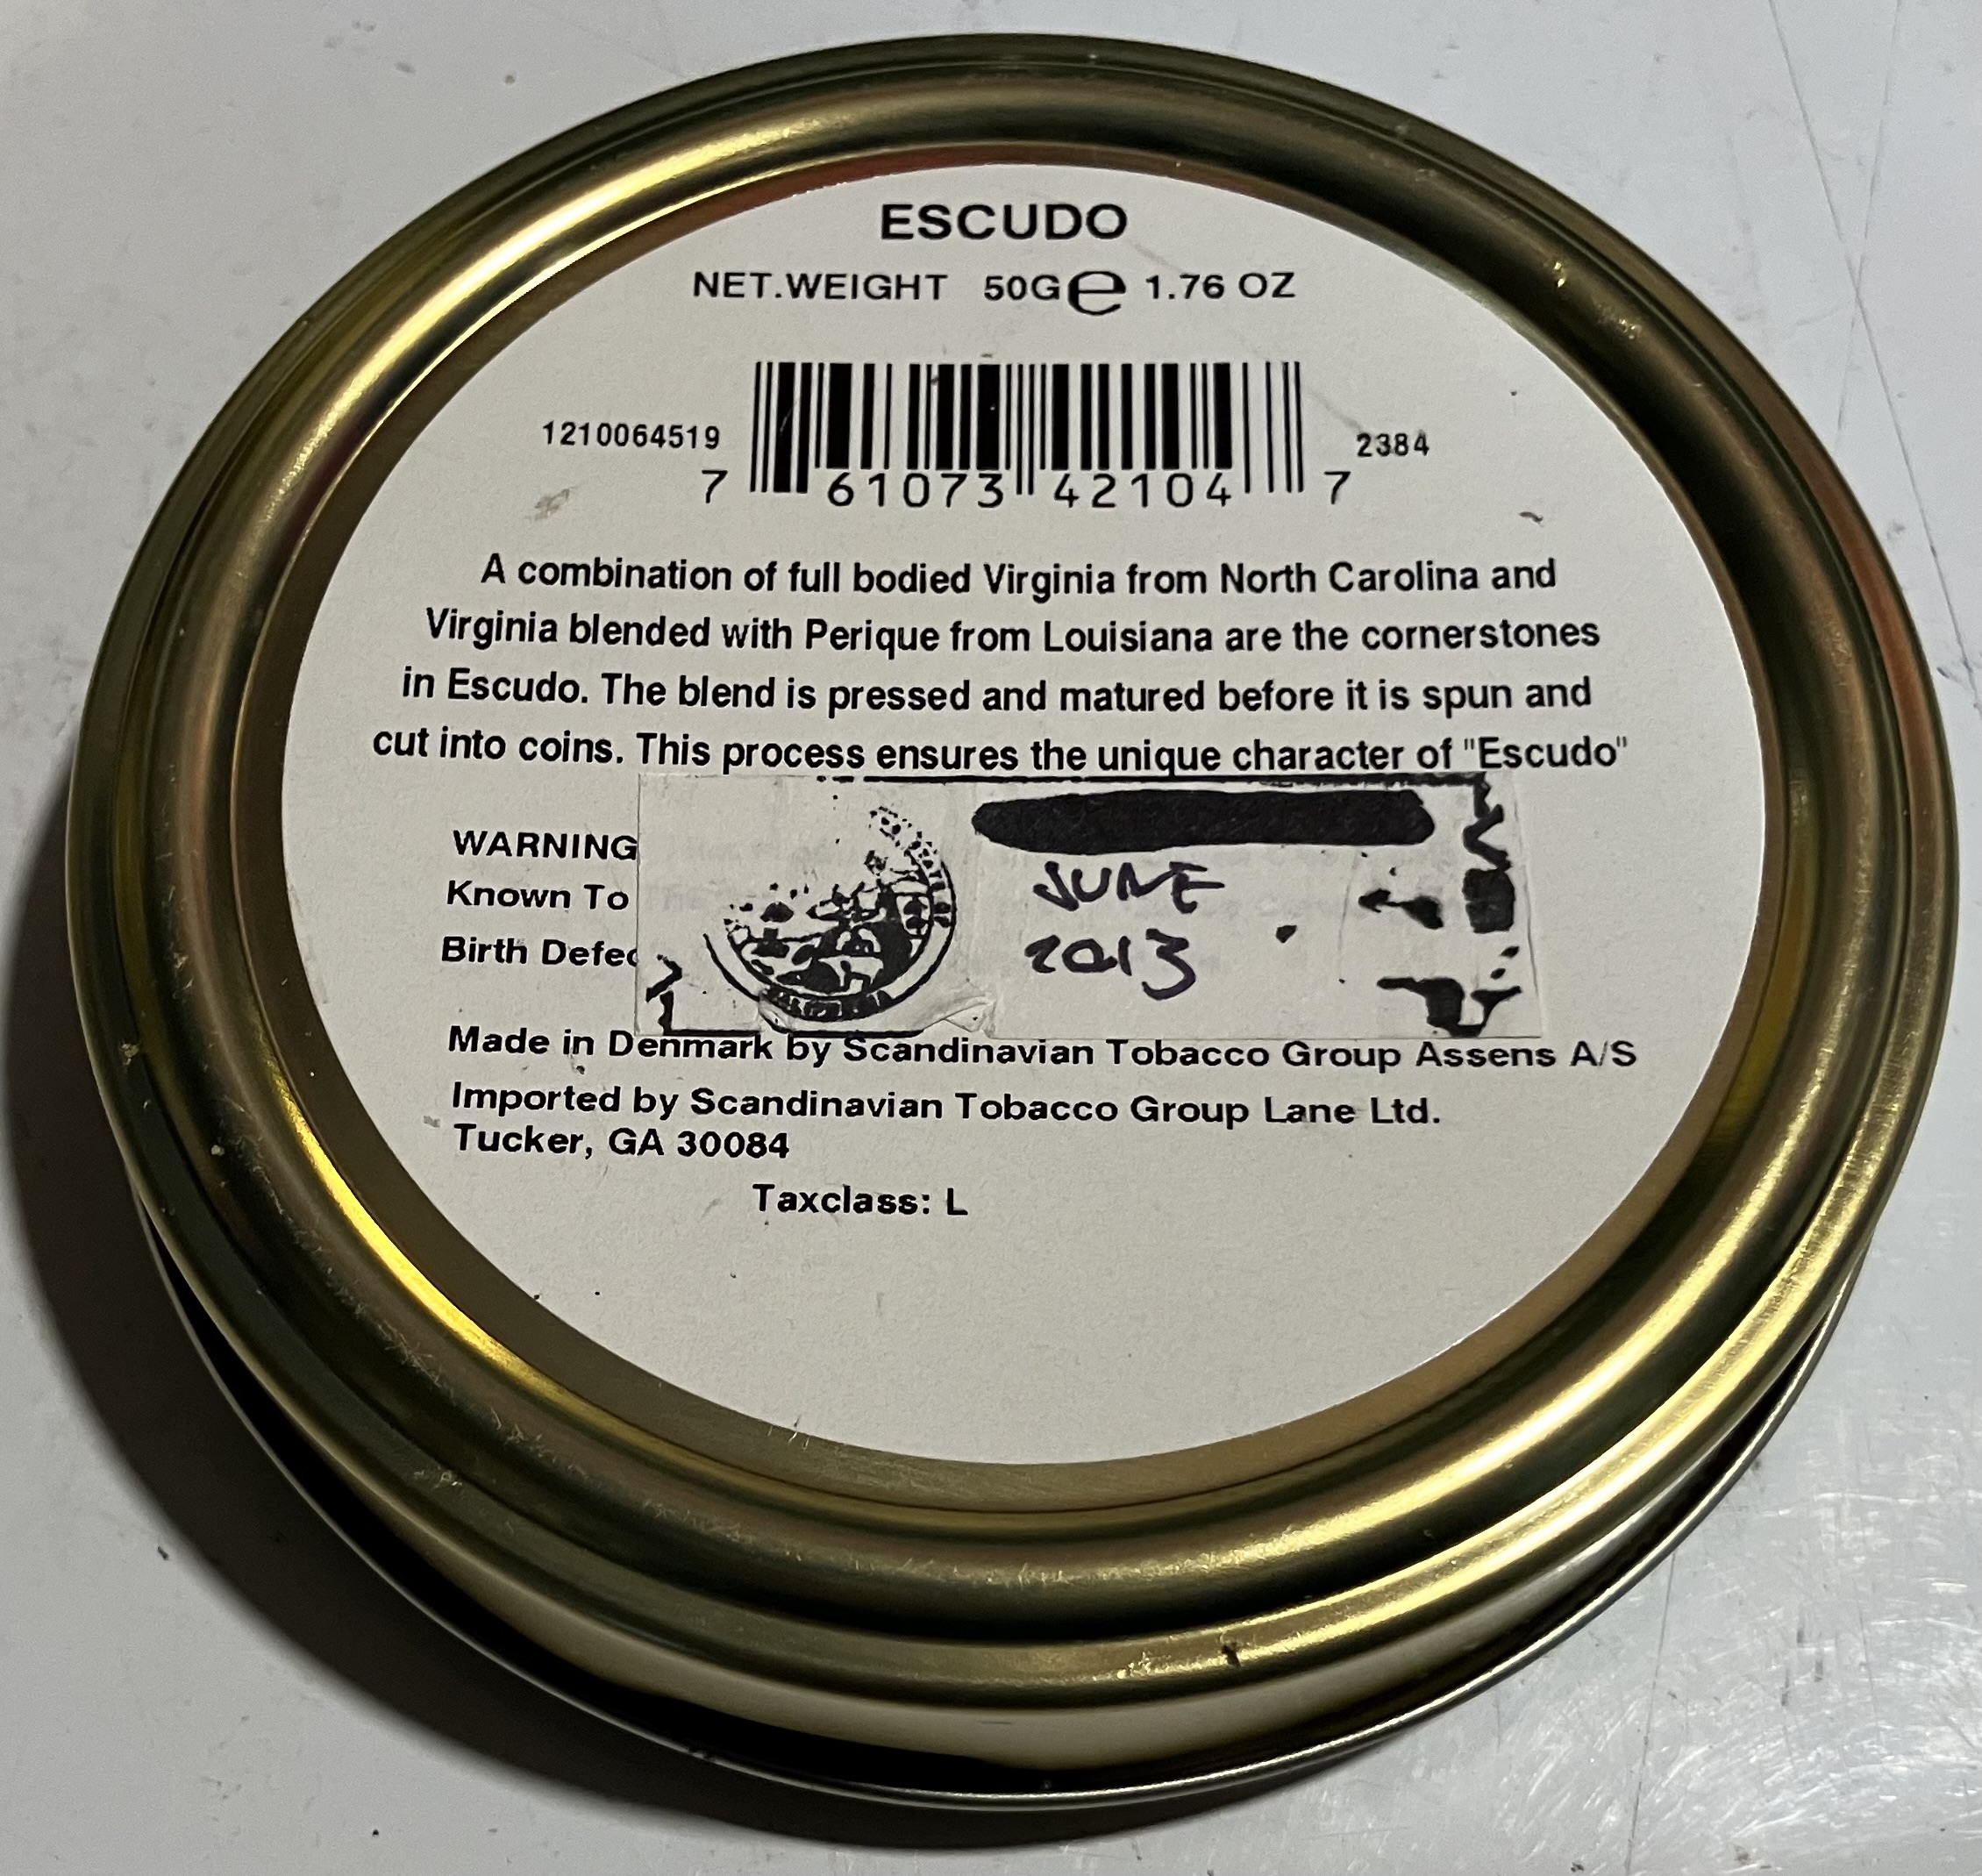 ESCUDO
NET.WEIGHT 50G e 1.76 OZ
1210064519
2384
7 61073 42104 7
A combination of full bodied Virginia from North Carolina and
Virginia blended with Perique from Louisiana are the cornerstones
in Escudo. The blend is pressed and matured before it is spun and
cut into coins. This process ensures the unique character of "Escudo"
WARNING
Known To
Birth Defec
JUNE
2013
Made in Denmark by Scandinavian Tobacco Group Assens A/S
Imported by Scandinavian Tobacco Group Lane Ltd.
Tucker, GA 30084
Taxclass: L